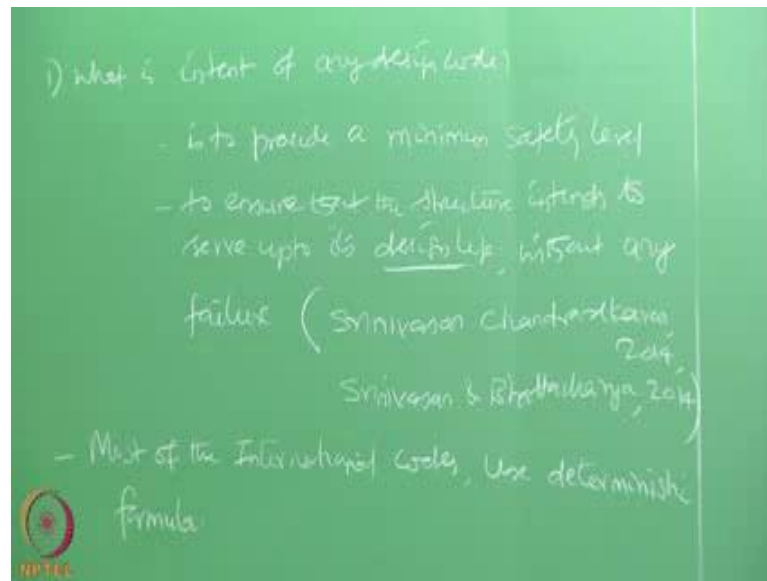 1) What is intent of any design code?
- is to provide a minimum safety level
- to ensure that the structure intends to
serve upto its design life, without any
failure (Srinivasan Chandrasekaran,
2014,
Srinivasan & Bhattacharya, 2014)
- Most of the International codes, use deterministic
formula
NPTEL